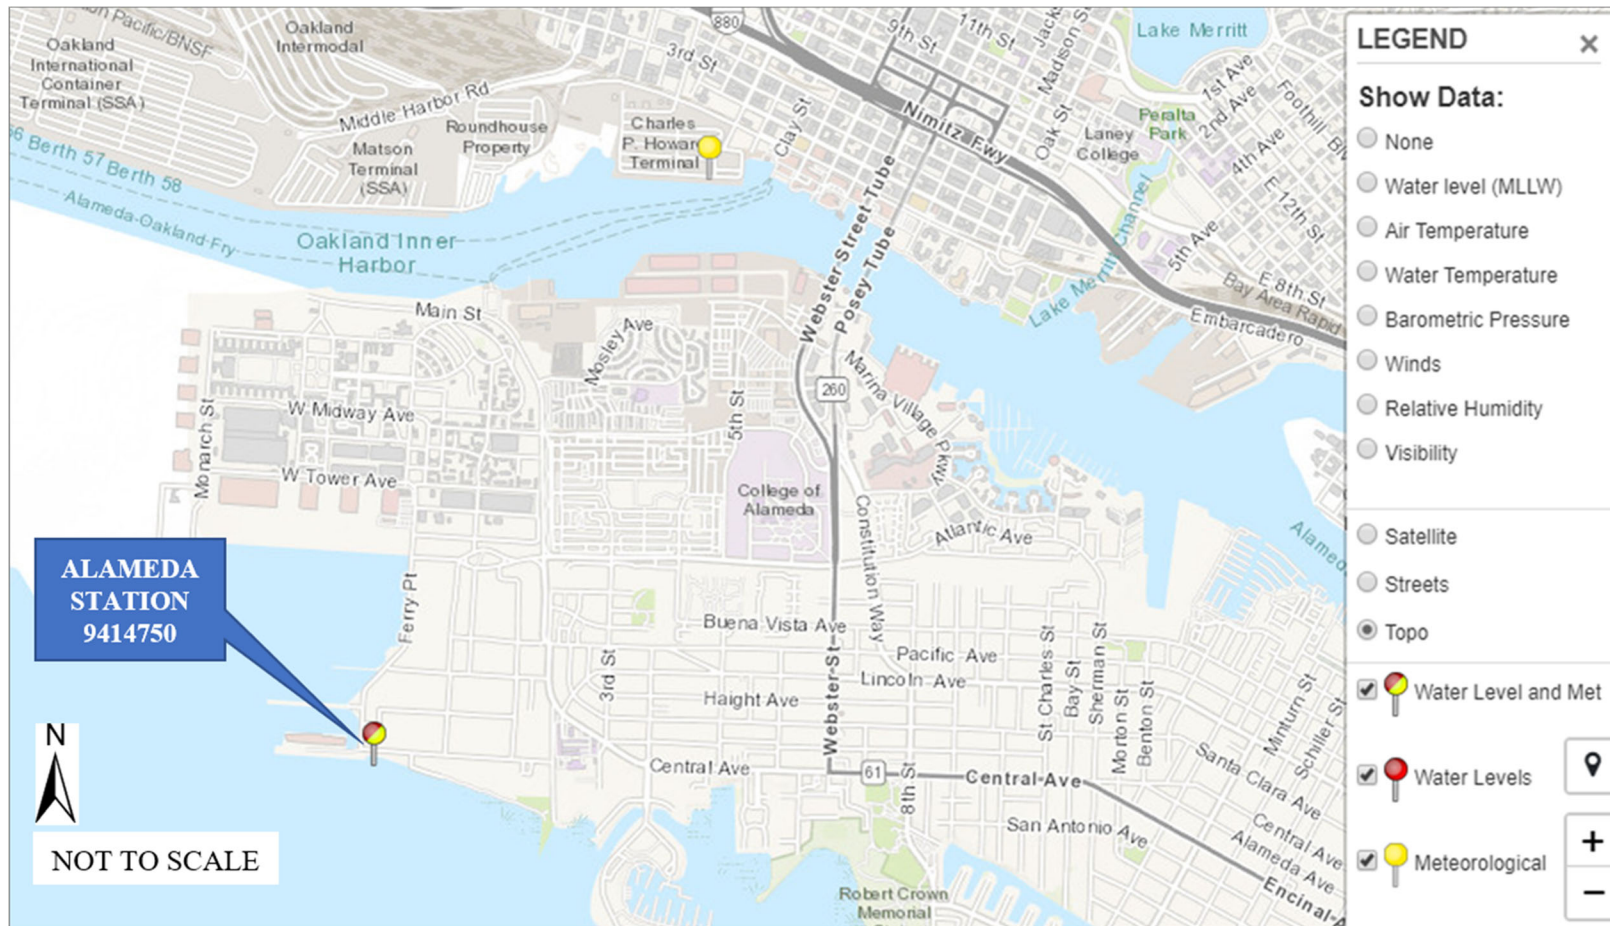 on Pacific/BNSF
Oakland
International
Container
Terminal (SSA)
Oakland
Intermodal
Middle Harbor Rd
Roundhouse
Property
Matson
Terminal
(SSA)
56 Berth 57 Berth 58
Alameda-Oakland Fry
Oakland Inner
Harbor
3rd St
880
9th St
11th St
Jacks
Madison St
Lake Merritt
1st Ave
2nd Ave
Foothill Blv
4th Ave
E 12th St
Peralta
Park
Laney
College
Oak St
Nimitz Fwy
Clay St
Charles
P. Howar
Terminal
Webster Street Tube
Posey Tube
Lake Merritt Channel
5th Ave
E 8th St
Bay Area Rapid
Embarcadero
Main St
Mosley Ave
5th St
260
Marina Village Pkwy
W Midway Ave
Monarch St
W Tower Ave
College of
Alameda
Constitution Way
Atlantic Ave
Alamed
ALAMEDA
STATION
9414750
Ferry Pt
Buena Vista Ave
Pacific Ave
Lincoln Ave
3rd St
Haight Ave
Webster St
St Charles St
Bay St
Sherman St
Morton St
Benton St
Minturn St
Schiller St
Santa Clara Ave
Central Ave
61
8th St
Central Ave
Central Ave
Alameda Ave
San Antonio Ave
Encinal A
Robert Crown
Memorial
N
NOT TO SCALE
LEGEND
Show Data:
None
Water level (MLLW)
Air Temperature
Water Temperature
Barometric Pressure
Winds
Relative Humidity
Visibility
Satellite
Streets
Topo
Water Level and Met
Water Levels
Meteorological